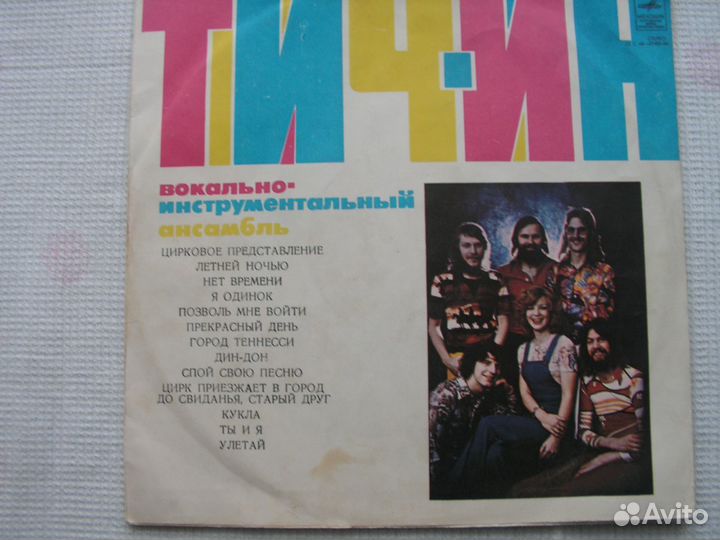 ТИЧ-ИН
СТЕРЕО
вокально-
инструментальный
ансамбль
ЦИРКОВОЕ ПРЕДСТАВЛЕНИЕ
ЛЕТНЕЙ НОЧЬЮ
НЕТ ВРЕМЕНИ
Я ОДИНОК
ПОЗВОЛЬ МНЕ ВОЙТИ
ПРЕКРАСНЫЙ ДЕНЬ
ГОРОД ТЕННЕССИ
ДИН-ДОН
СПОЙ СВОЮ ПЕСНЮ
ЦИРК ПРИЕЗЖАЕТ В ГОРОД
ДО СВИДАНЬЯ, СТАРЫЙ ДРУГ
КУКЛА
ТЫ И Я
УЛЕТАЙ
Avito